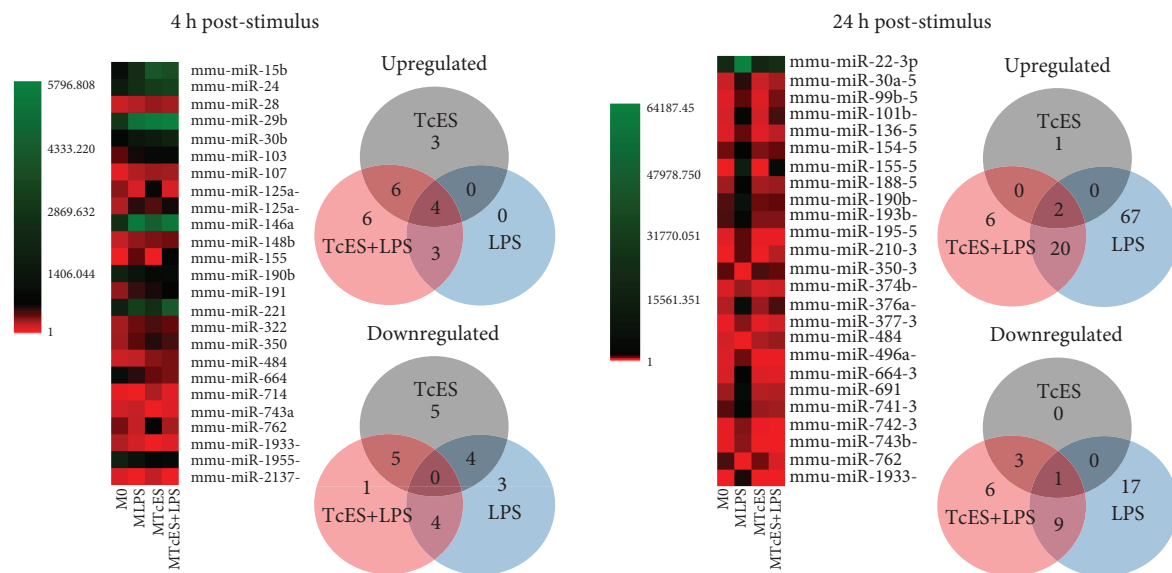 4 h post-stimulus
5796.808
4333.220
2869.632
1406.044
1
mmu-miR-15b
mmu-miR-24
mmu-miR-28
mmu-miR-29b
mmu-miR-30b
mmu-miR-103
mmu-miR-107
mmu-miR-125a-
mmu-miR-125a-
mmu-miR-146a
mmu-miR-148b
mmu-miR-155
mmu-miR-190b
mmu-miR-191
mmu-miR-221
mmu-miR-322
mmu-miR-350
mmu-miR-484
mmu-miR-664
mmu-miR-714
mmu-miR-743a
mmu-miR-762
mmu-miR-1933-
mmu-miR-1955-
mmu-miR-2137-
M0
MLPS
MTcES
MTcES+LPS
Upregulated
TcES
3
6
0
4
6
0
TcES+LPS
LPS
3
Downregulated
TcES
5
5
4
0
1
3
TcES+LPS
LPS
4
24 h post-stimulus
64187.45
47978.750
31770.051
15561.351
1
mmu-miR-22-3p
mmu-miR-30a-5
mmu-miR-99b-5
mmu-miR-101b-
mmu-miR-136-5
mmu-miR-154-5
mmu-miR-155-5
mmu-miR-188-5
mmu-miR-190b-
mmu-miR-193b-
mmu-miR-195-5
mmu-miR-210-3
mmu-miR-350-3
mmu-miR-374b-
mmu-miR-376a-
mmu-miR-377-3
mmu-miR-484
mmu-miR-496a-
mmu-miR-664-3
mmu-miR-691
mmu-miR-741-3
mmu-miR-742-3
mmu-miR-743b-
mmu-miR-762
mmu-miR-1933-
M0
MLPS
MTcES
MTcES+LPS
Upregulated
TcES
1
0
0
2
6
67
TcES+LPS
LPS
20
Downregulated
TcES
0
3
0
1
6
17
TcES+LPS
LPS
9